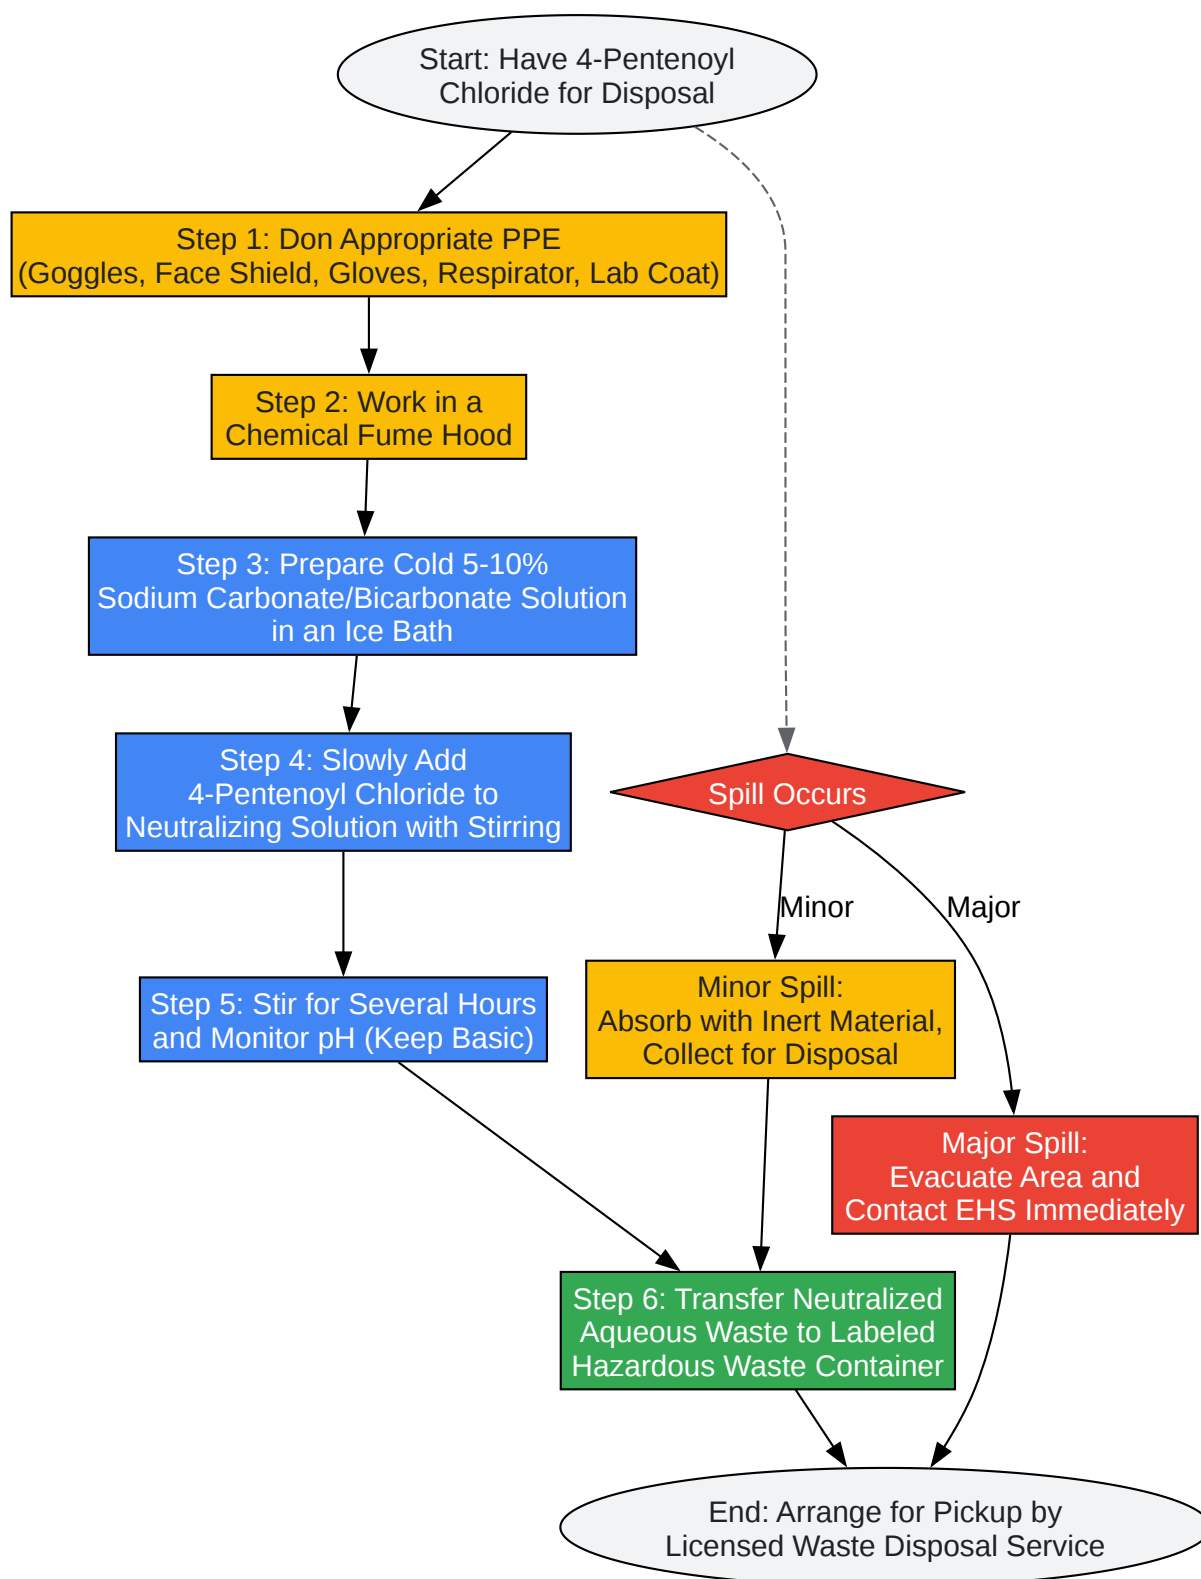 Start: Have 4-Pentenoyl
Chloride for Disposal
Step 1: Don Appropriate PPE
(Goggles, Face Shield, Gloves, Respirator, Lab Coat)
Step 2: Work in a
Chemical Fume Hood
Step 3: Prepare Cold 5-10%
Sodium Carbonate/Bicarbonate Solution
in an Ice Bath
Step 4: Slowly Add
4-Pentenoyl Chloride to
Neutralizing Solution with Stirring
Spill Occurs
Minor
Major
Step 5: Stir for Several Hours
and Monitor pH (Keep Basic)
Minor Spill:
Absorb with Inert Material,
Collect for Disposal
Major Spill:
Evacuate Area and
Contact EHS Immediately
Step 6: Transfer Neutralized
Aqueous Waste to Labeled
Hazardous Waste Container
End: Arrange for Pickup by
Licensed Waste Disposal Service